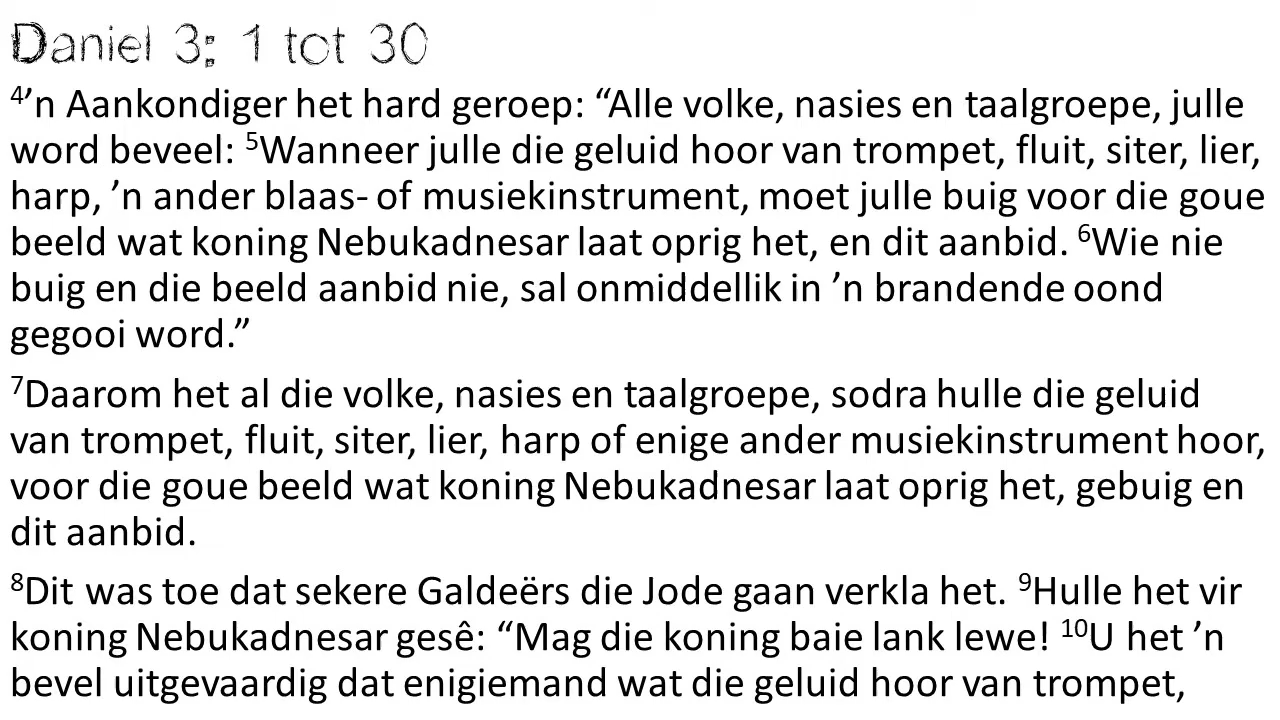 Daniel 3: 1 tot 30
⁴’n Aankondiger het hard geroep: “Alle volke, nasies en taalgroepe, julle
word beveel: ⁵Wanneer julle die geluid hoor van trompet, fluit, siter, lier,
harp, ’n ander blaas- of musiekinstrument, moet julle buig voor die goue
beeld wat koning Nebukadnesar laat oprig het, en dit aanbid. ⁶Wie nie
buig en die beeld aanbid nie, sal onmiddellik in ’n brandende oond
gegooi word.”
⁷Daarom het al die volke, nasies en taalgroepe, sodra hulle die geluid
van trompet, fluit, siter, lier, harp of enige ander musiekinstrument hoor,
voor die goue beeld wat koning Nebukadnesar laat oprig het, gebuig en
dit aanbid.
⁸Dit was toe dat sekere Galdeërs die Jode gaan verkla het. ⁹Hulle het vir
koning Nebukadnesar gesê: “Mag die koning baie lank lewe! ¹⁰U het ’n
bevel uitgevaardig dat enigiemand wat die geluid hoor van trompet,